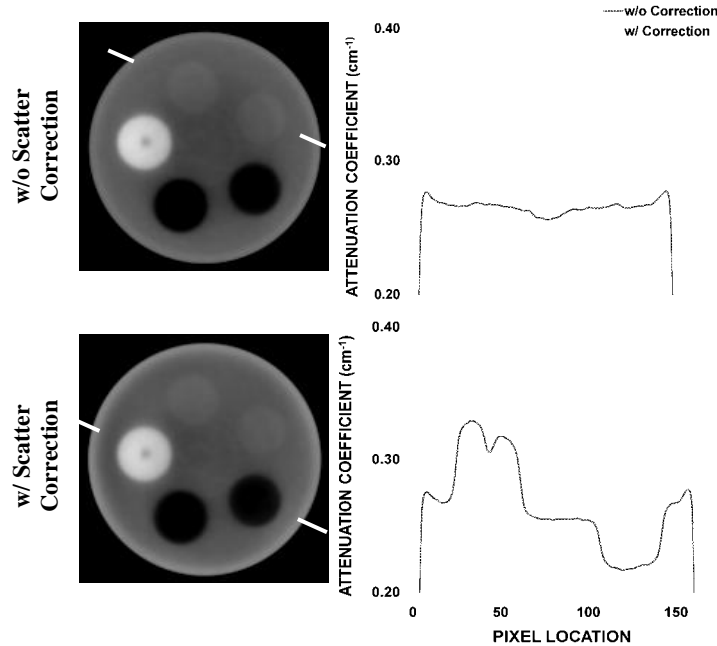 w/o Correction
w/ Correction
w/o Scatter
Correction
ATTENUATION COEFFICIENT (cm-1)
0.40
0.30
0.20
w/ Scatter
Correction
ATTENUATION COEFFICIENT (cm-1)
0.40
0.30
0.20
0 50 100 150
PIXEL LOCATION